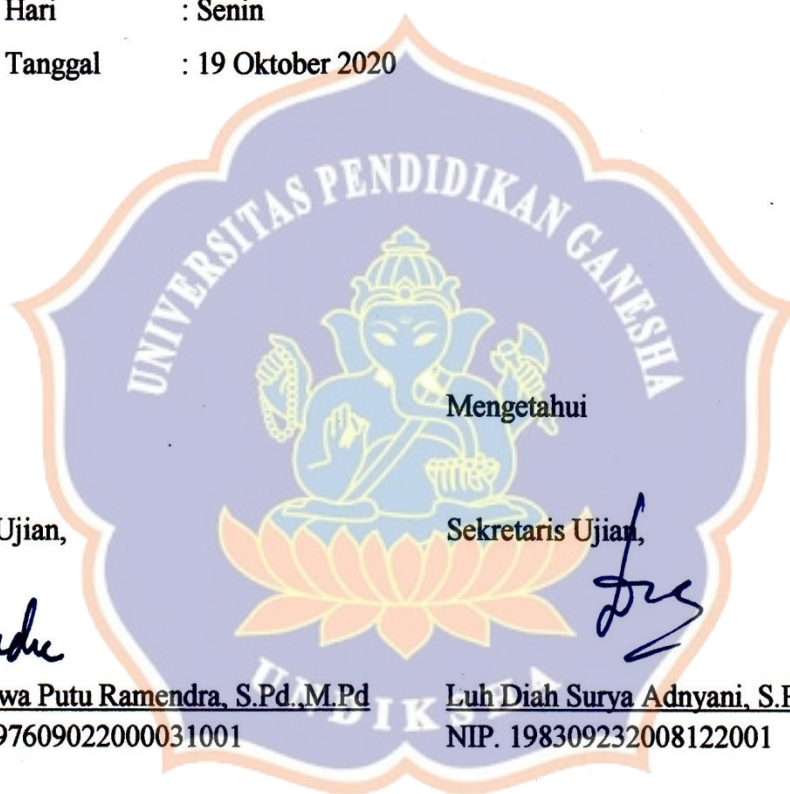 Hari : Senin
Tanggal : 19 Oktober 2020
UNIVERSITAS PENDIDIKAN GANESHA
Mengetahui
Ujian,
Sekretaris Ujian,
wa Putu Ramendra, S.Pd.,M.Pd
Luh Diah Surya Adnyani, S.P
97609022000031001
NIP. 198309232008122001
UNDIKSHA